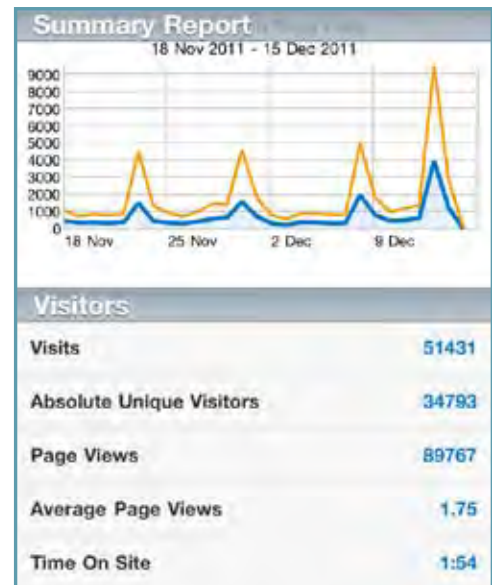 Summary Report
18 Nov 2011 - 15 Dec 2011
9000
8000
7000
6000
5000
4000
3000
2000
1000
0
18 Nov 25 Nov 2 Dec 9 Dec
Visitors
Visits 51431
Absolute Unique Visitors 34793
Page Views 89767
Average Page Views 1.75
Time On Site 1:54